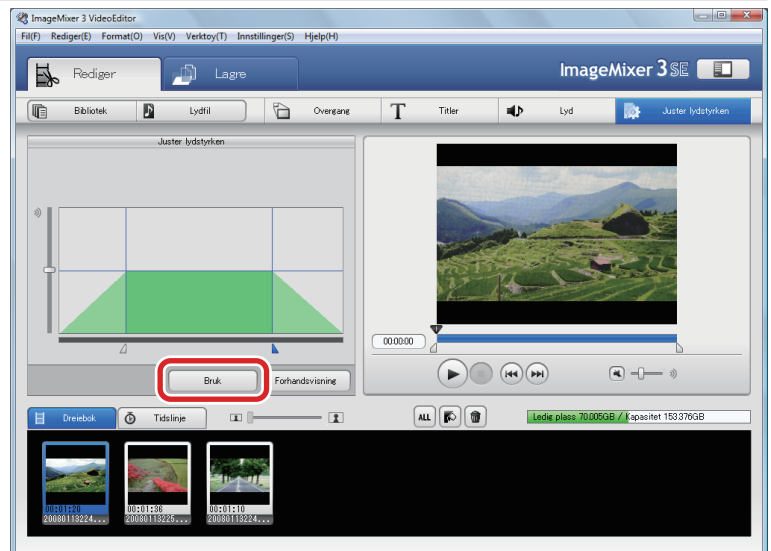 ImageMixer 3 VideoEditor
Fil(F) Rediger(E) Format(O) Vis(V) Verktoy(T) Innstillinger(S) Hjelp(H)
Rediger Lagre ImageMixer 3 SE
Bibliotek Lydfil Overgang T Titler Lyd Juster lydstyrken
Juster lydstyrken
00:00:00
Bruk Forhandsvisning
Dreiebok Tidslinje ALL Ledig plass 70.005GB / Kapasitet 153.376GB
00:01:20 00:01:36 00:01:10
20080113224... 20080113225... 20080113224...